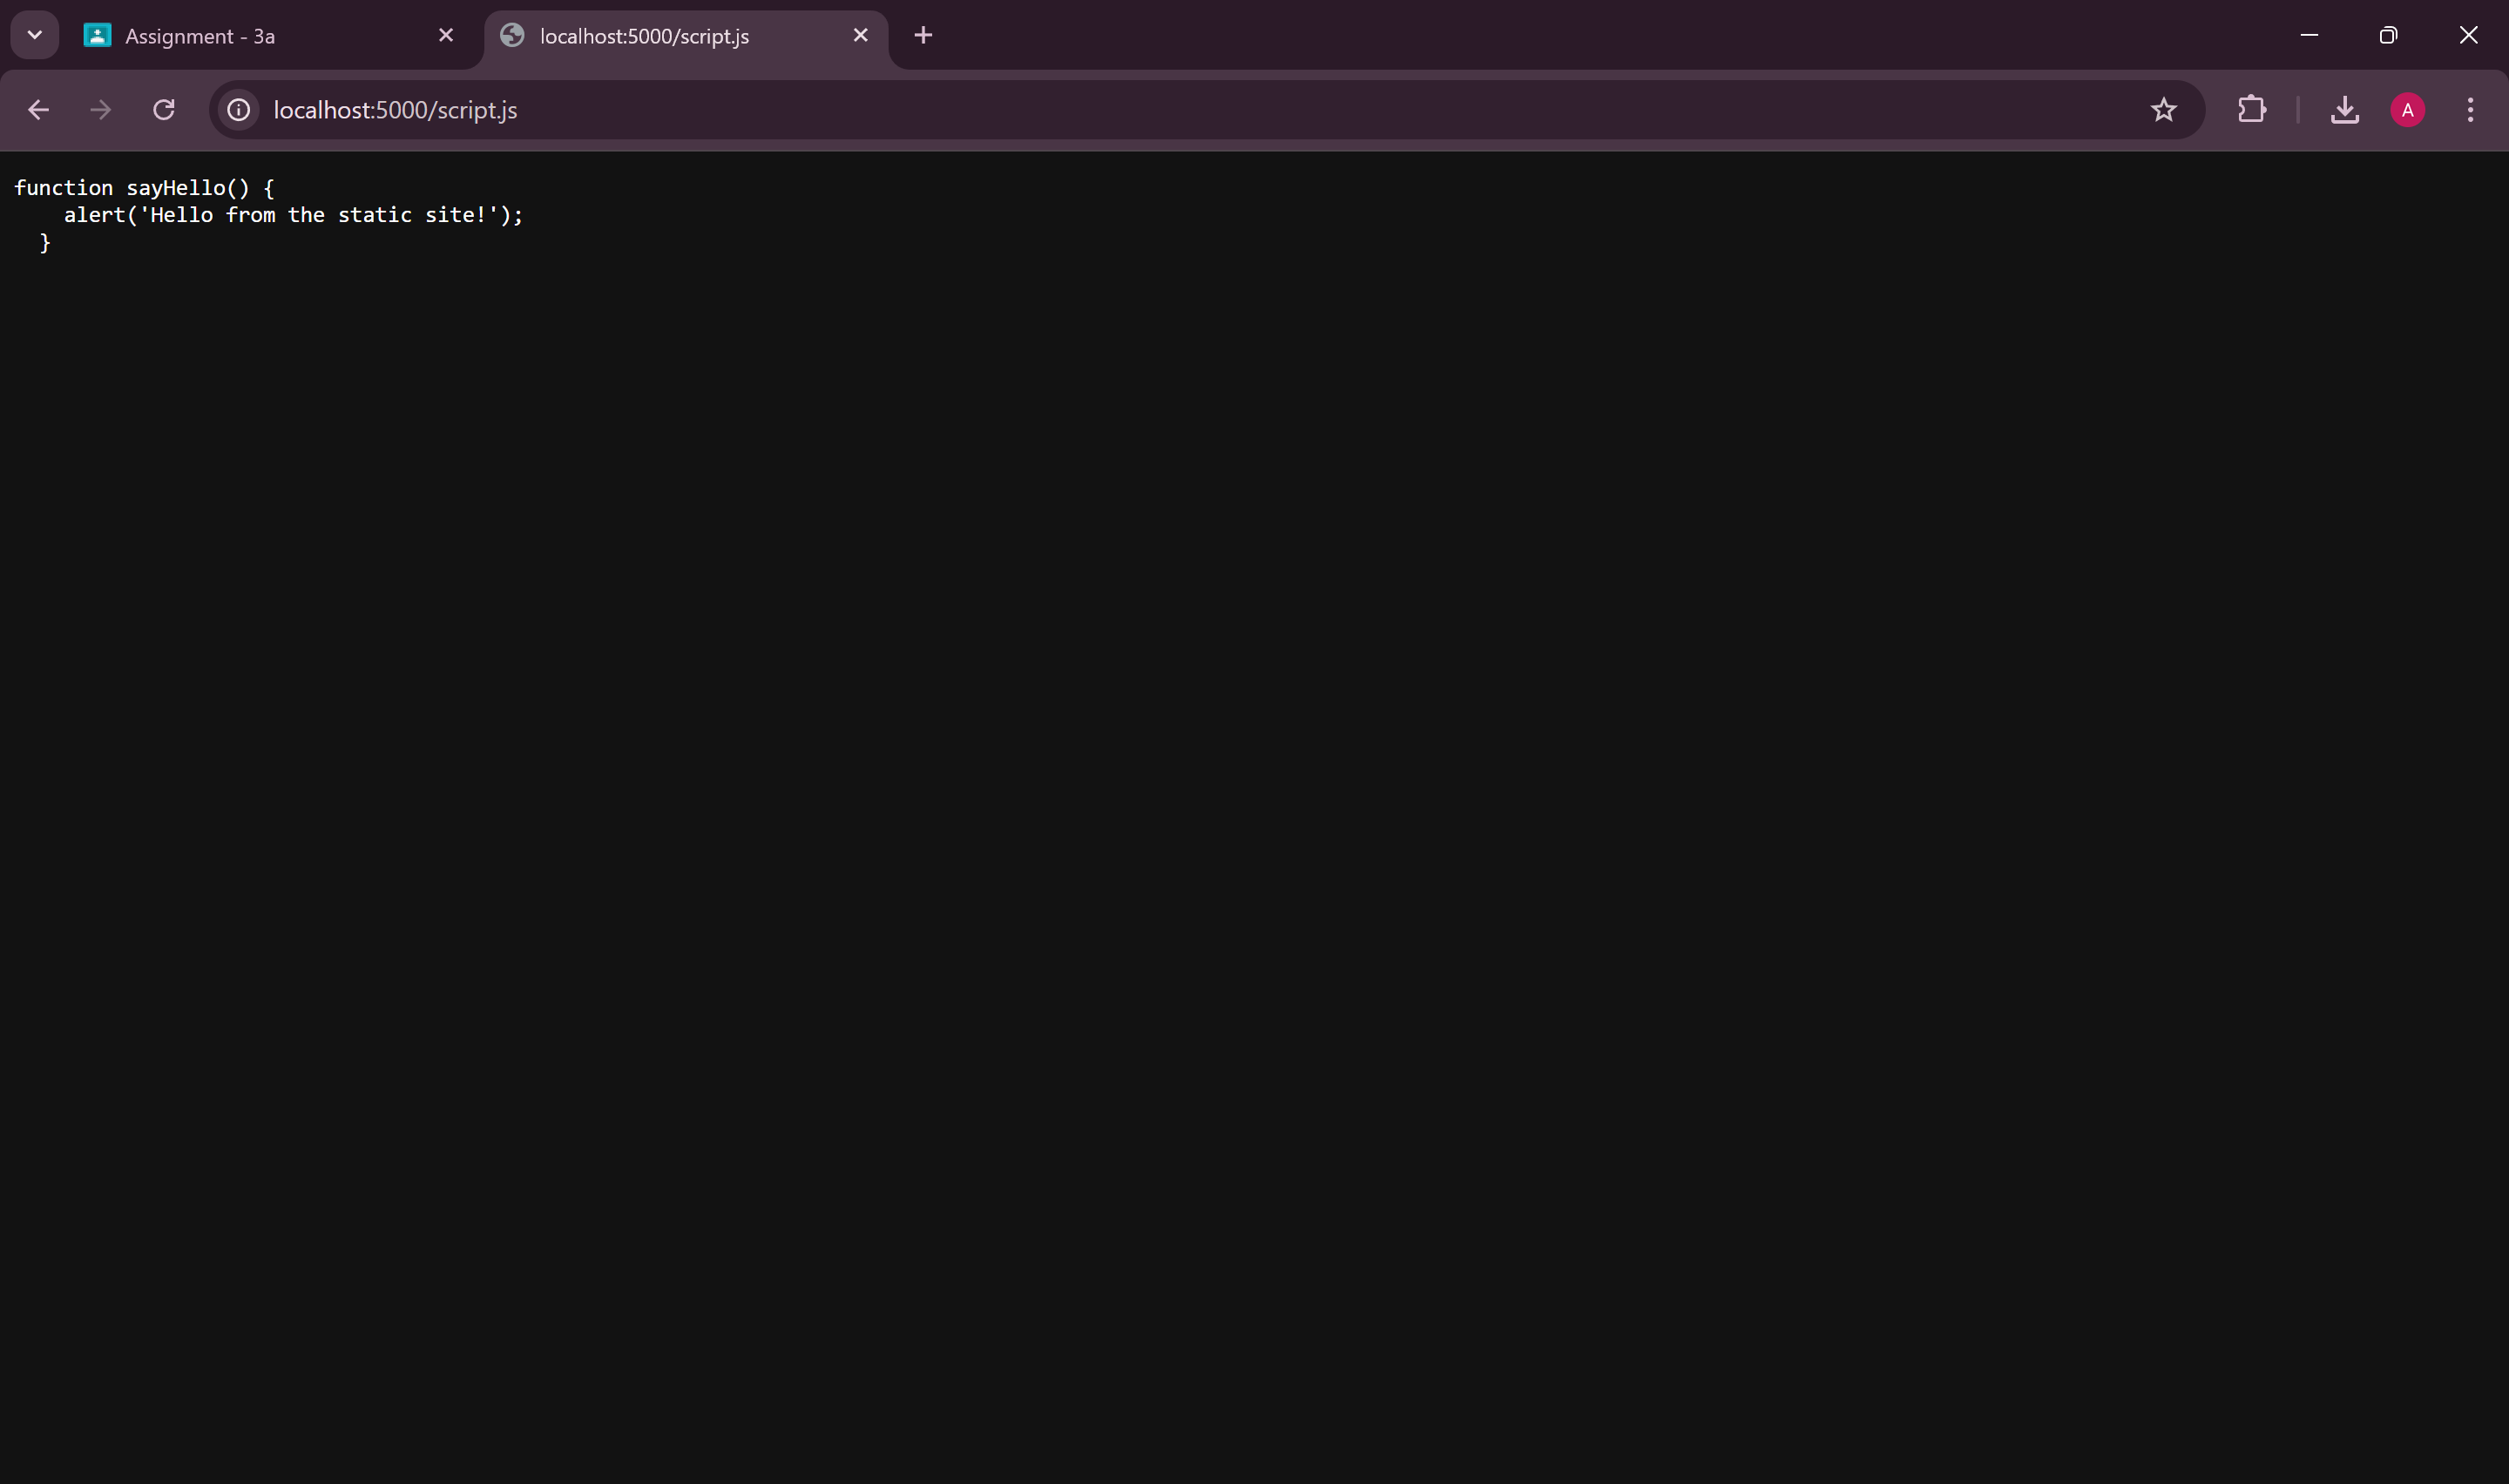 Assignment - 3a
localhost:5000/script.js
localhost:5000/script.js
A
function sayHello() {
    alert('Hello from the static site!');
  }